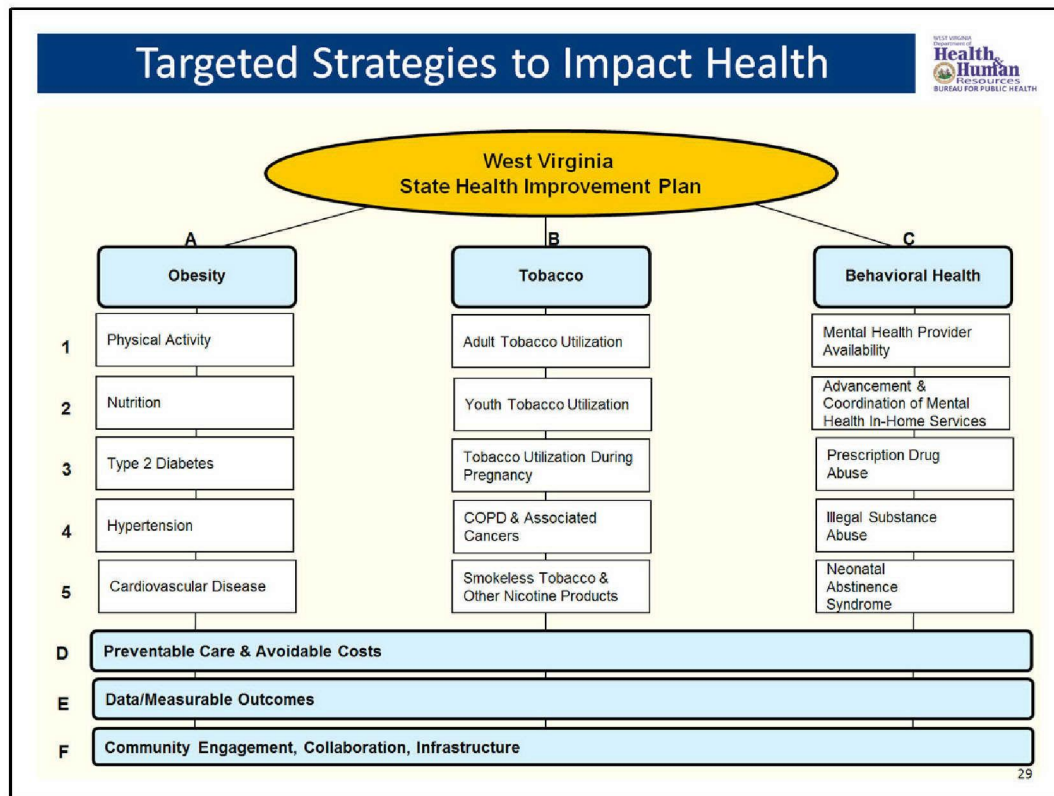 Targeted Strategies to Impact Health
WEST VIRGINIA
Department of
Health &
Human
Resources
BUREAU FOR PUBLIC HEALTH
West Virginia
State Health Improvement Plan
A
B
C
Obesity
Tobacco
Behavioral Health
1
Physical Activity
Adult Tobacco Utilization
Mental Health Provider
Availability
2
Nutrition
Youth Tobacco Utilization
Advancement &
Coordination of Mental
Health In-Home Services
3
Type 2 Diabetes
Tobacco Utilization During
Pregnancy
Prescription Drug
Abuse
4
Hypertension
COPD & Associated
Cancers
Illegal Substance
Abuse
5
Cardiovascular Disease
Smokeless Tobacco &
Other Nicotine Products
Neonatal
Abstinence
Syndrome
D
Preventable Care & Avoidable Costs
E
Data/Measurable Outcomes
F
Community Engagement, Collaboration, Infrastructure
29